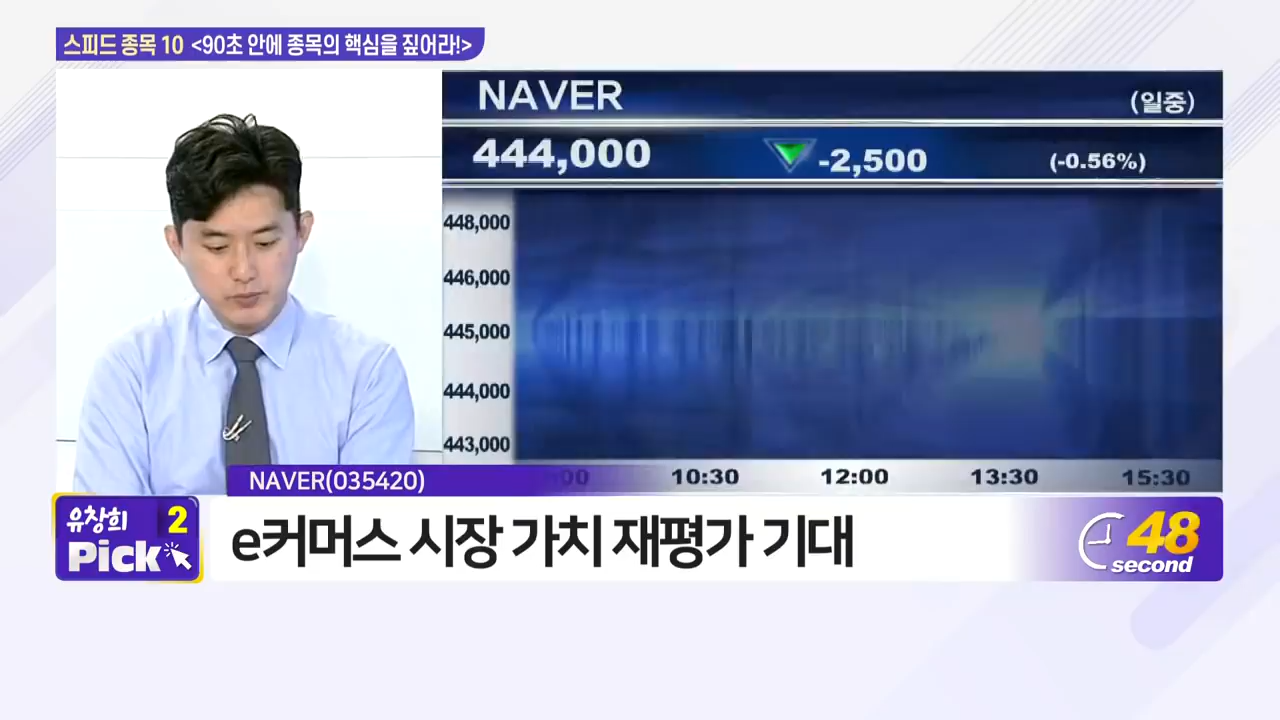 스피드 종목 10 <90초 안에 종목의 핵심을 짚어라!>
NAVER
(일중)
444,000
-2,500
(-0.56%)
448,000
446,000
445,000
444,000
443,000
10:30
12:00
13:30
15:30
NAVER(035420)
유창희
2
Pick
e커머스 시장 가치 재평가 기대
48
second